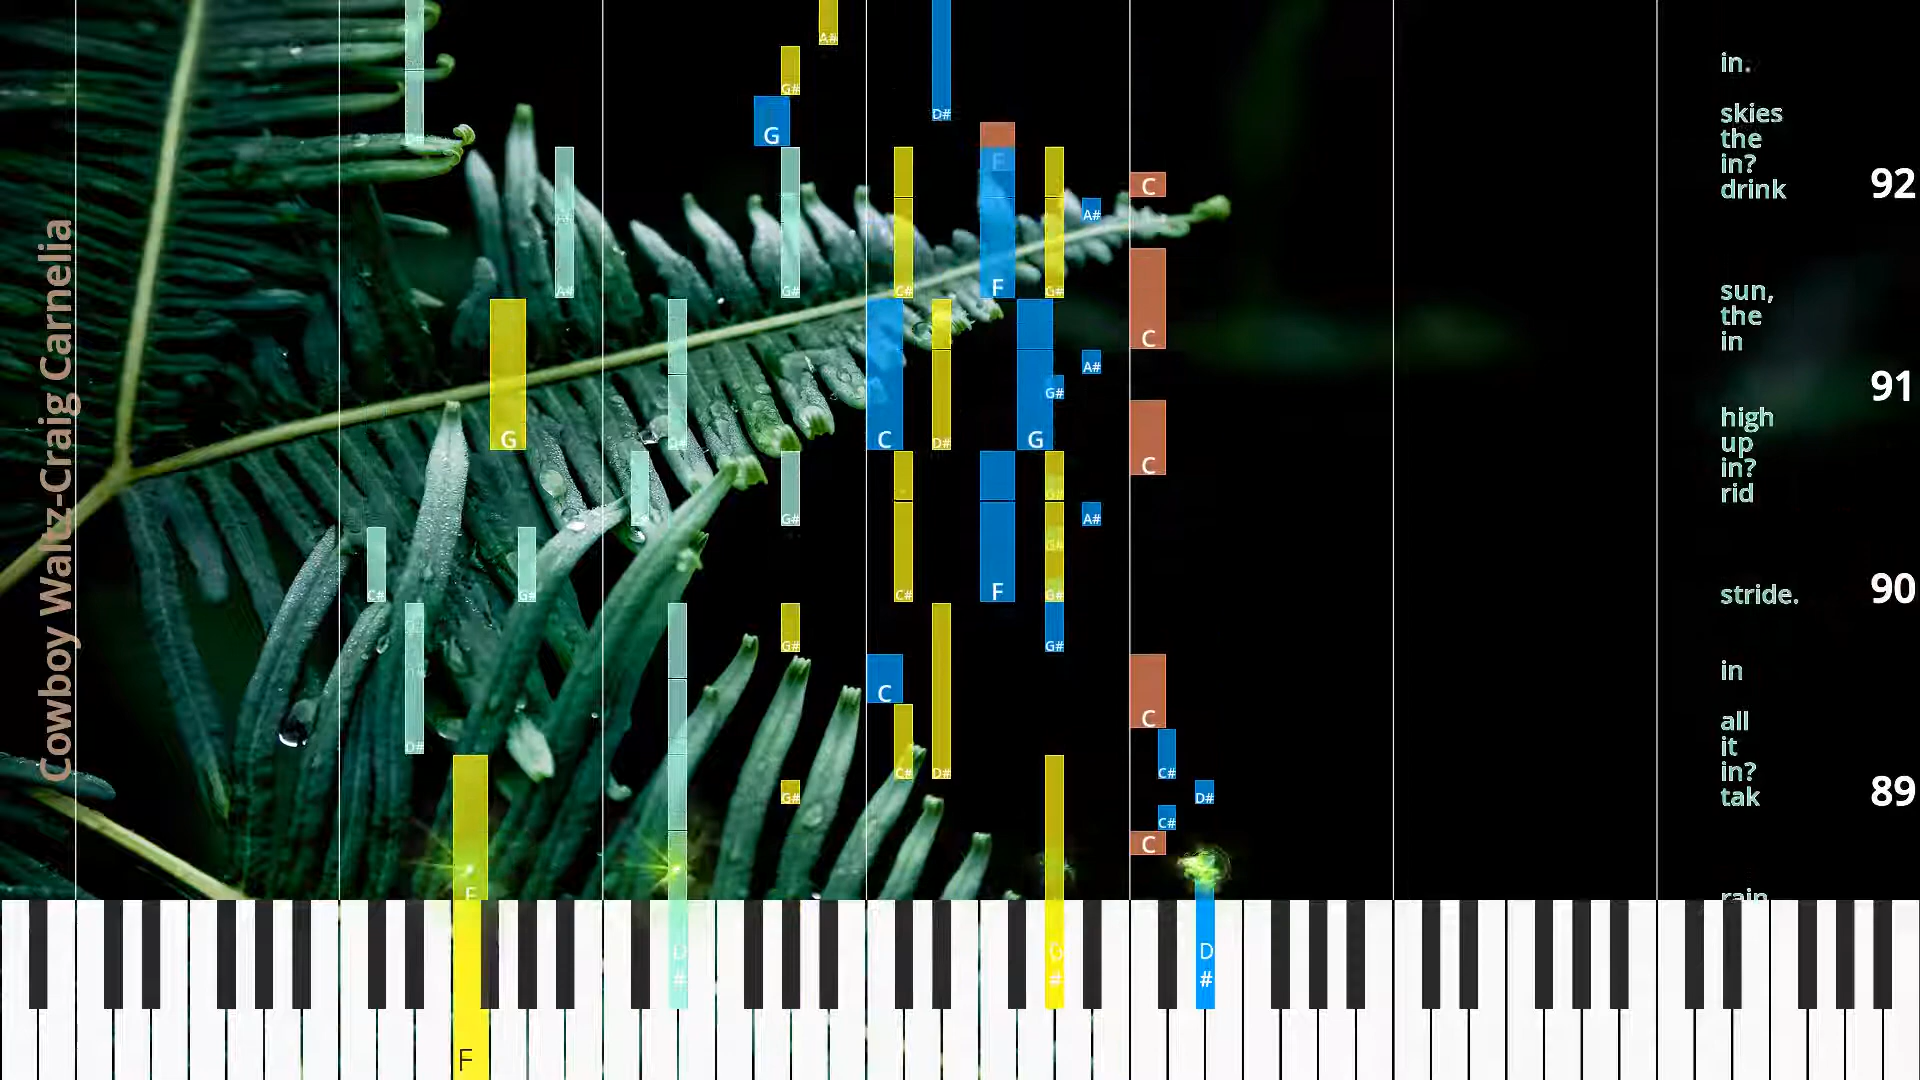 Cowboy Waltz-Craig Carnelia
in.
skies
the
in?
drink
92
sun,
the
in
91
high
up
in?
rid
90
stride.
in
all
it
in?
tak
89
rain
A#
G#
D#
G
F
C
A#
A#
A#
G#
C#
F
G#
C
G
A#
G#
D#
C
D#
G
C
G#
G#
A#
C#
G#
G#
C#
F
G#
G#
G#
C
C
D#
C#
D#
C#
G#
D#
C#
C
F
D
#
G
#
D
#
F